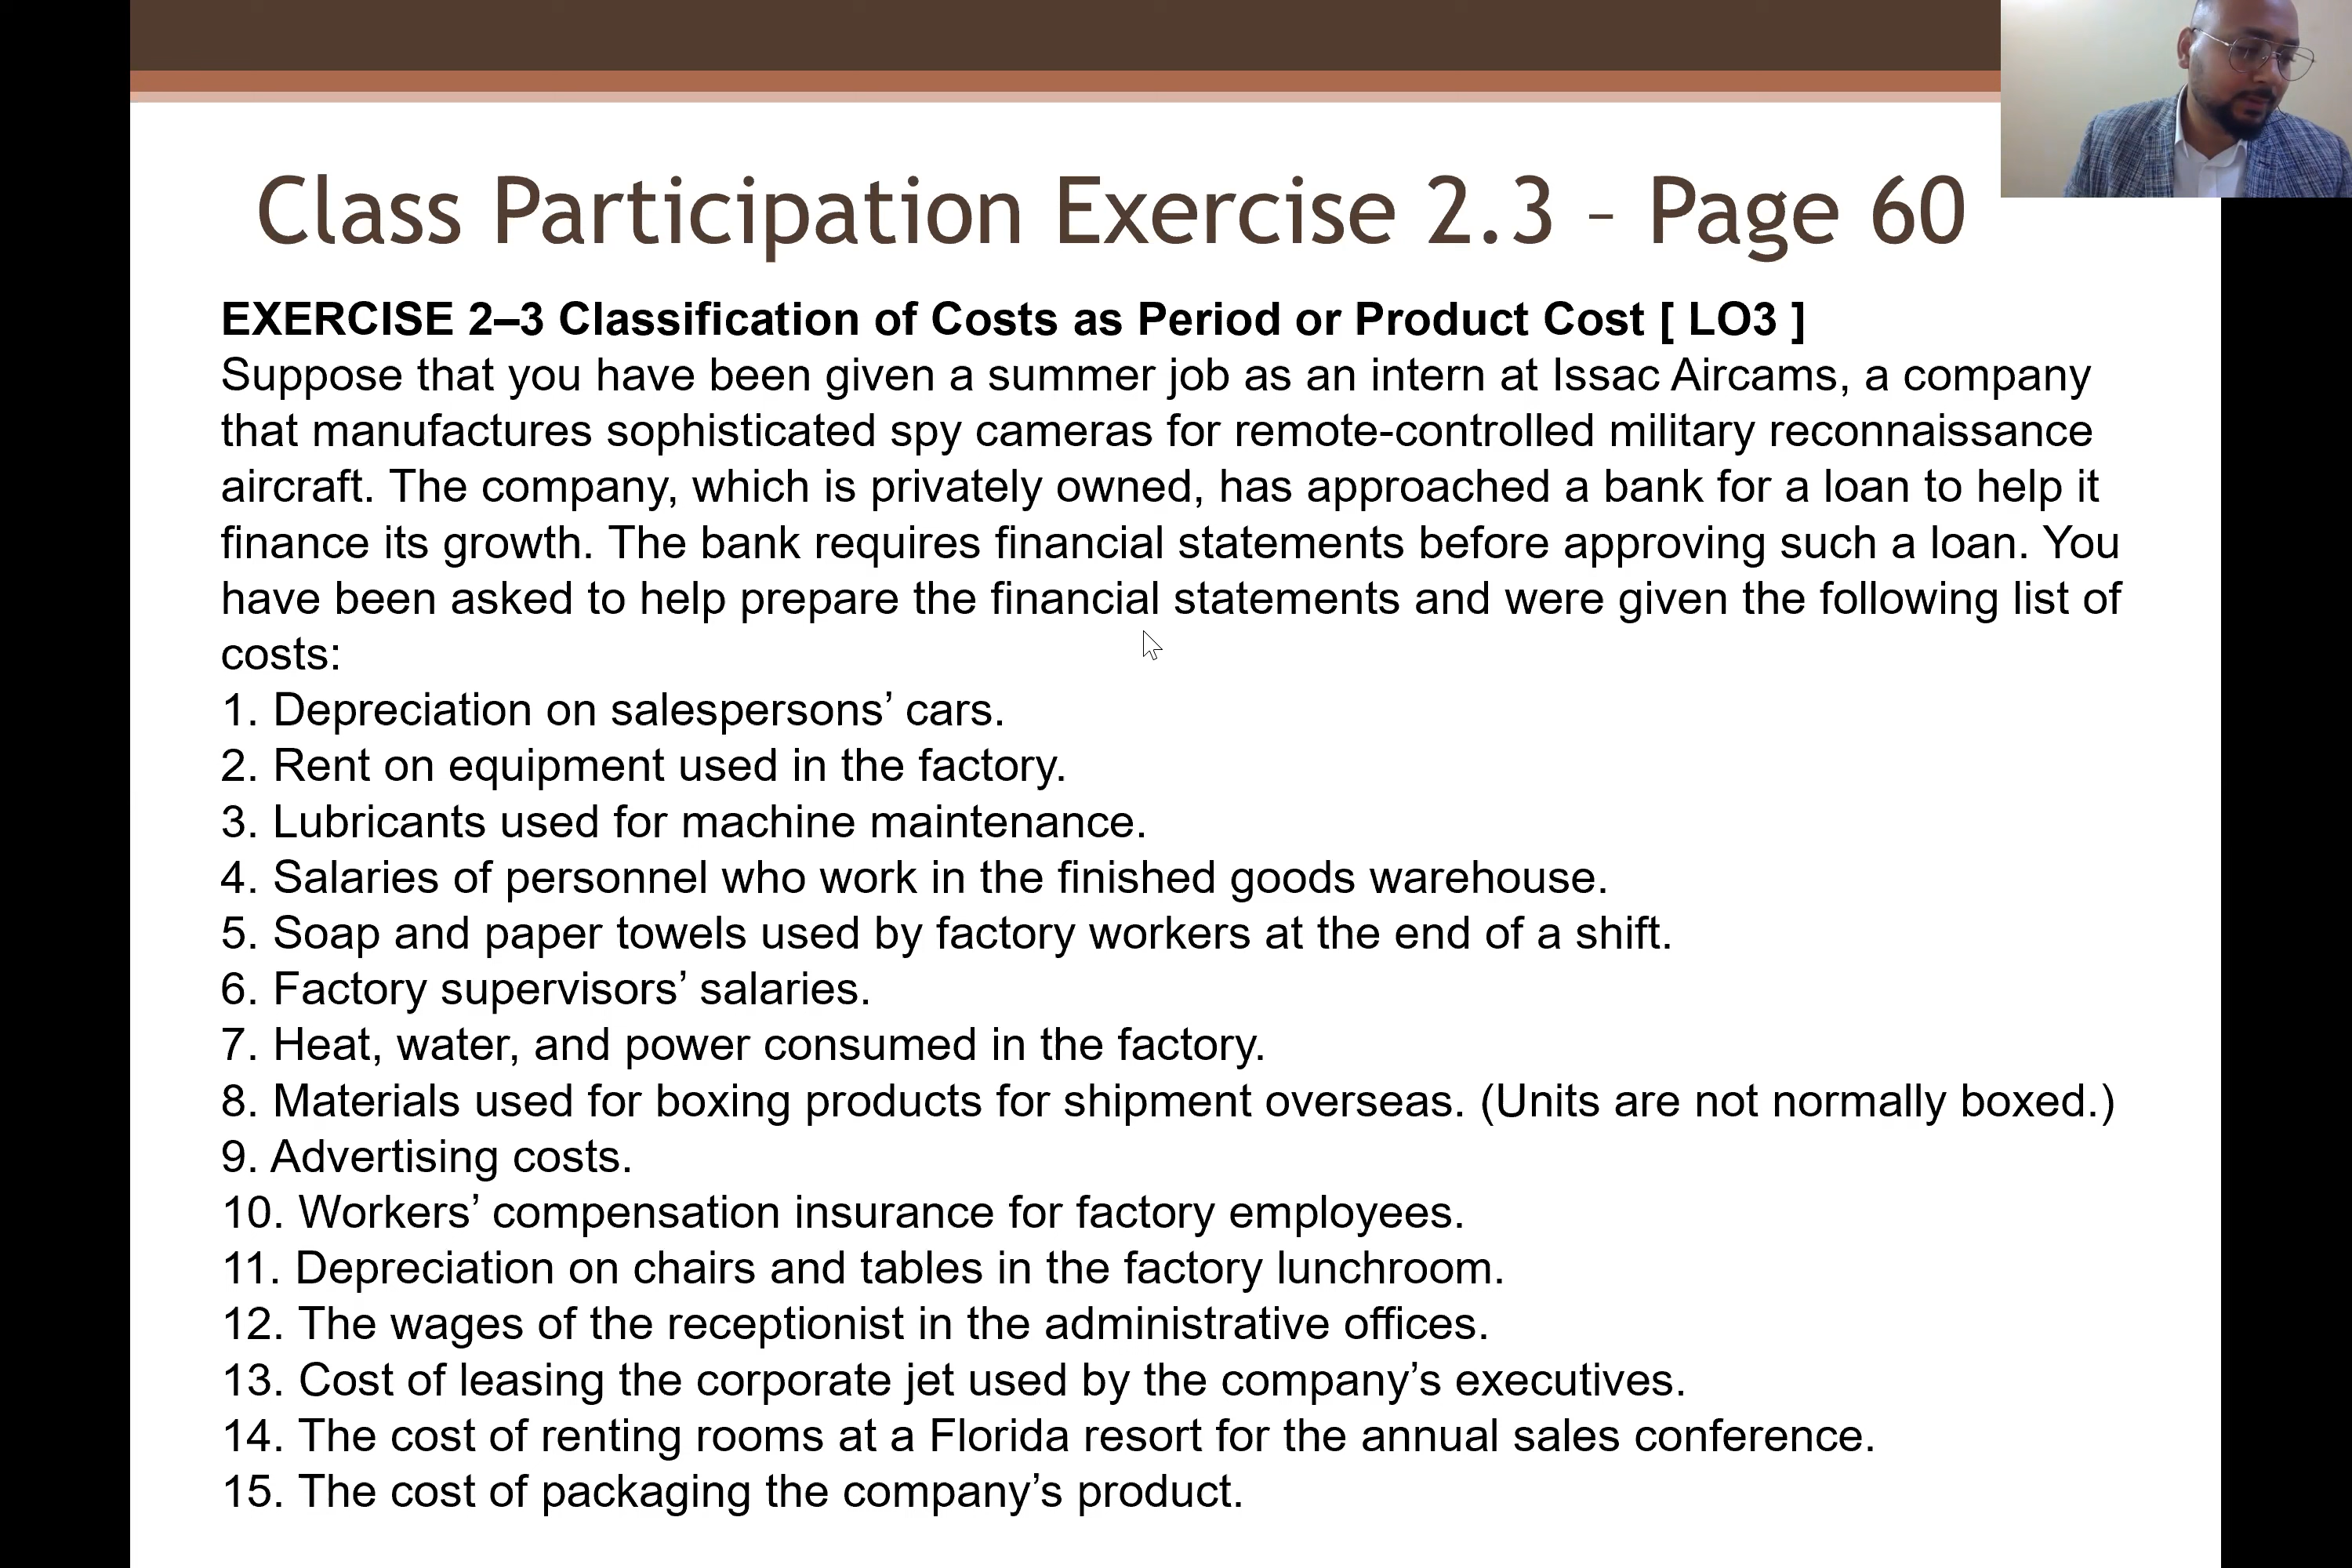 Class Participation Exercise 2.3 – Page 60
EXERCISE 2–3 Classification of Costs as Period or Product Cost [ LO3 ]
Suppose that you have been given a summer job as an intern at Issac Aircams, a company
that manufactures sophisticated spy cameras for remote-controlled military reconnaissance
aircraft. The company, which is privately owned, has approached a bank for a loan to help it
finance its growth. The bank requires financial statements before approving such a loan. You
have been asked to help prepare the financial statements and were given the following list of
costs:
1. Depreciation on salespersons’ cars.
2. Rent on equipment used in the factory.
3. Lubricants used for machine maintenance.
4. Salaries of personnel who work in the finished goods warehouse.
5. Soap and paper towels used by factory workers at the end of a shift.
6. Factory supervisors’ salaries.
7. Heat, water, and power consumed in the factory.
8. Materials used for boxing products for shipment overseas. (Units are not normally boxed.)
9. Advertising costs.
10. Workers’ compensation insurance for factory employees.
11. Depreciation on chairs and tables in the factory lunchroom.
12. The wages of the receptionist in the administrative offices.
13. Cost of leasing the corporate jet used by the company’s executives.
14. The cost of renting rooms at a Florida resort for the annual sales conference.
15. The cost of packaging the company’s product.